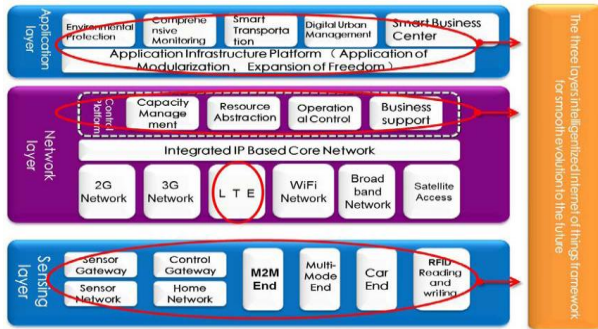 Application
layer
Environmental
Protection
Comprehe
nsive
Monitoring
Smart
Transporta
tion
Digital Urban
Management
Smart Business
Center
Application Infrastructure Platform （Application of
Modularization， Expansion of Freedom）
Network
layer
Control
Platform
Capacity
Manage
ment
Resource
Abstraction
Operation
al Control
Business
support
Integrated IP Based Core Network
2G
Network
3G
Network
L T E
WiFi
Network
Broad
band
Network
Satellite
Access
Sensing
layer
Sensor
Gateway
Control
Gateway
Sensor
Network
Home
Network
M2M
End
Multi-
Mode
End
Car
End
RFID
Reading
and
writing
The three layers intelligentized Internet of things framework
for smooth evolution to the future